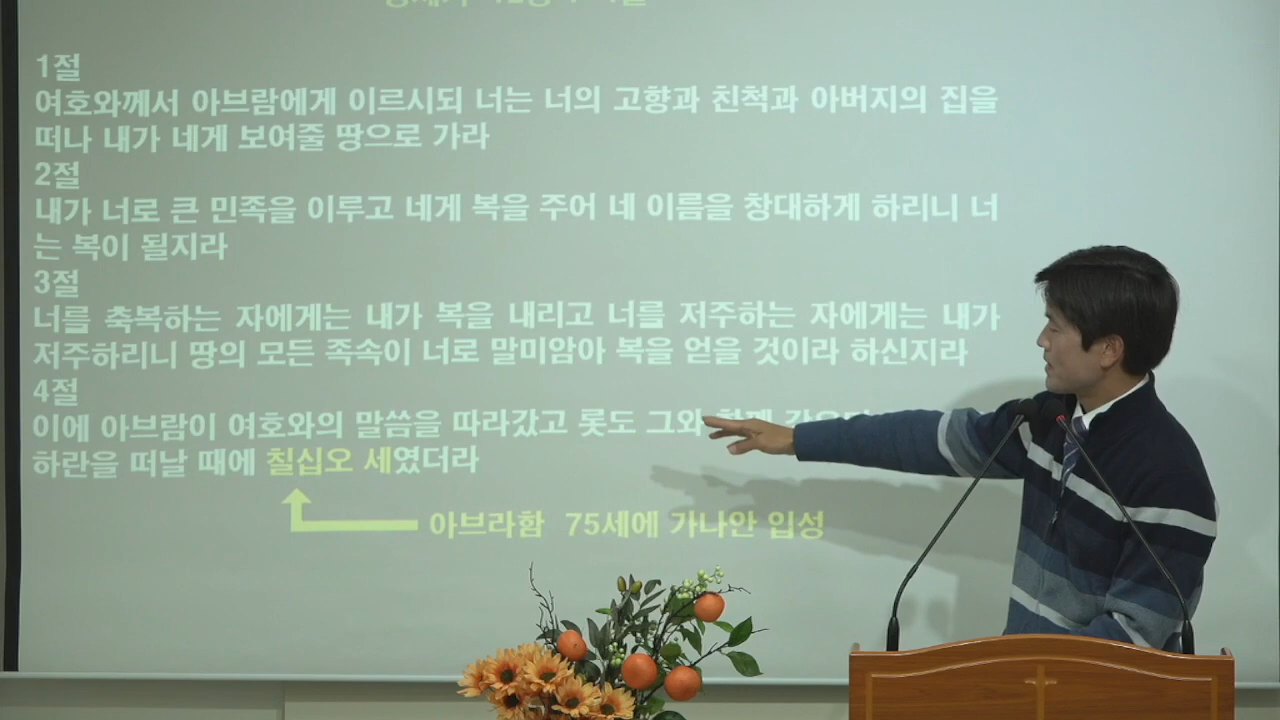 1절
여호와께서 아브람에게 이르시되 너는 너의 고향과 친척과 아버지의 집을
떠나 내가 네게 보여줄 땅으로 가라
2절
내가 너로 큰 민족을 이루고 네게 복을 주어 네 이름을 창대하게 하리니 너
는 복이 될지라
3절
너를 축복하는 자에게는 내가 복을 내리고 너를 저주하는 자에게는 내가
저주하리니 땅의 모든 족속이 너로 말미암아 복을 얻을 것이라 하신지라
4절
이에 아브람이 여호와의 말씀을 따라갔고 롯도 그와
하란을 떠날 때에 칠십오 세였더라
아브라함 75세에 가나안 입성